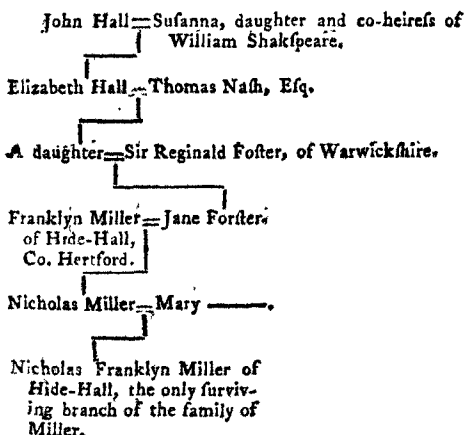 John Hall=Suſanna, daughter and co-heireſs of
William Shakſpeare.
Elizabeth Hall=Thomas Naſh, Eſq.
A daughter=Sir Reginald Foſter, of Warwickſhire.
Franklyn Miller=Jane Forſter.
of Hide-Hall,
Co. Hertford.
Nicholas Miller=Mary ———.
Nicholas Franklyn Miller of
Hide-Hall, the only ſurviv-
ing branch of the family of
Miller.